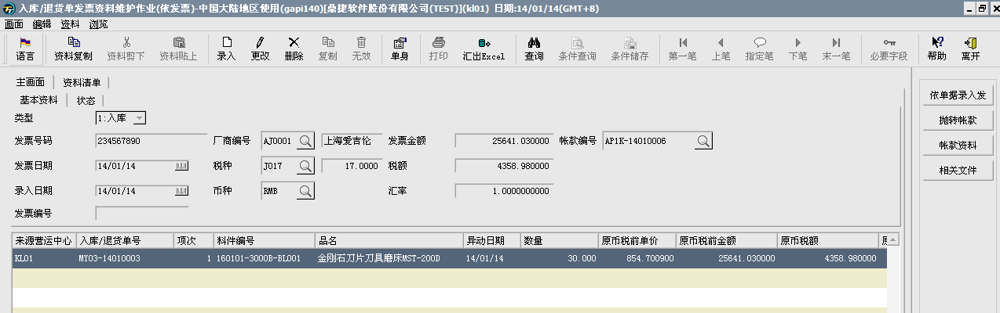 入库/退货单发票资料维护作业(依发票)-中国大陆地区使用(gapi140)[鼎捷软件股份有限公司(TEST)](kl01) 日期:14/01/14(GMT+8)
画面 编辑 资料 浏览
语言 资料复制 资料剪下 资料贴上 录入 更改 删除 复制 无效 单身 打印 汇出Excel 查询 条件查询 条件储存 第一笔 上笔 指定笔 下笔 末一笔 必要字段 帮助 离开
主画面 资料清单
基本资料 状态
类型 1:入库
发票号码 234567890 厂商编号 AJ0001 上海爱吉伦 发票金额 25641.030000 帐款编号 AP1K-14010006
发票日期 14/01/14 税种 J017 17.0000 税额 4358.980000
录入日期 14/01/14 币种 RMB 汇率 1.0000000000
发票编号
依单据录入发
抛转帐款
帐款资料
相关文件
来源营运中心 入库/退货单号 项次 料件编号 品名 异动日期 数量 原币税前单价 原币税前金额 原币税额
KL01 MY03-14010003 1 160101-3000B-BL001 金刚石刀片刀具磨床MST-200D 14/01/14 30.000 854.700900 25641.030000 4358.980000